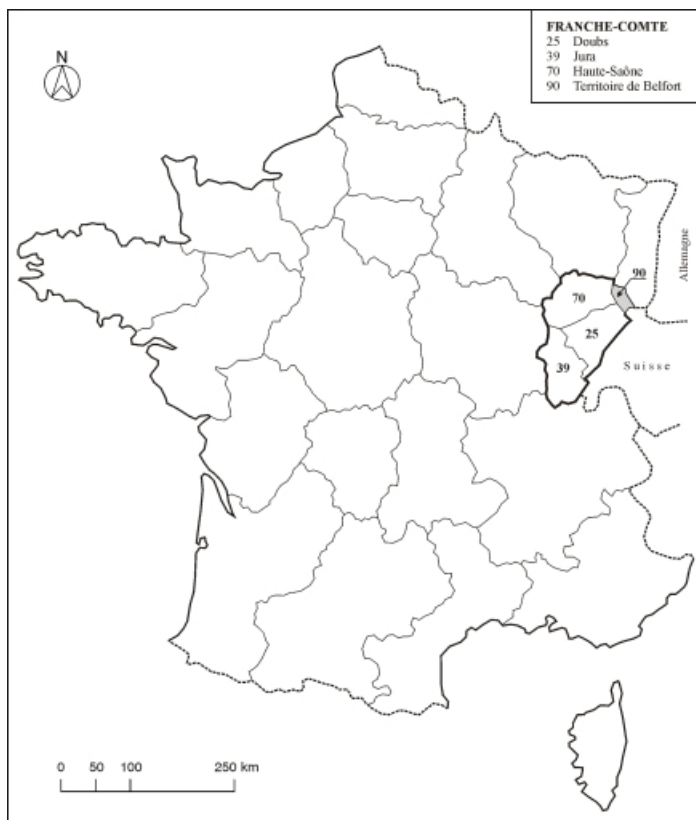 FRANCHE-COMTE
25 Doubs
39 Jura
70 Haute-Saône
90 Territoire de Belfort
N
Allemagne
90
70
25
39
Suisse
0 50 100 250 km